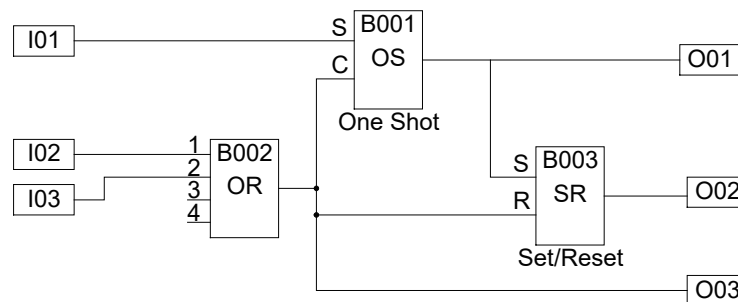 I01
S
B001
OS
C
One Shot
O01
I02
I03
1
2
3
4
B002
OR
S
B003
SR
R
Set/Reset
O02
O03